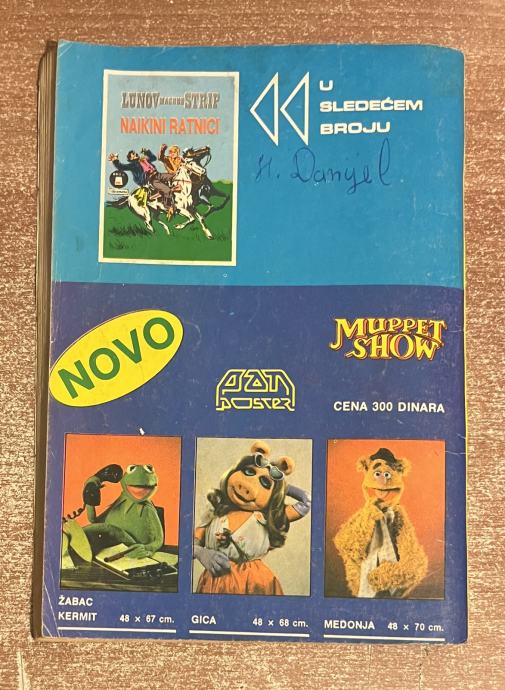 LUNOV MAGNUS STRIP
NAIKINI RATNICI
U
SLEDEĆEM
BROJU
H. Danijel
NOVO
MUPPET
SHOW
PAN
POSTER
CENA 300 DINARA
ŽABAC
KERMIT 48 x 67 cm.
GICA 48 x 68 cm.
MEDONJA 48 x 70 cm.